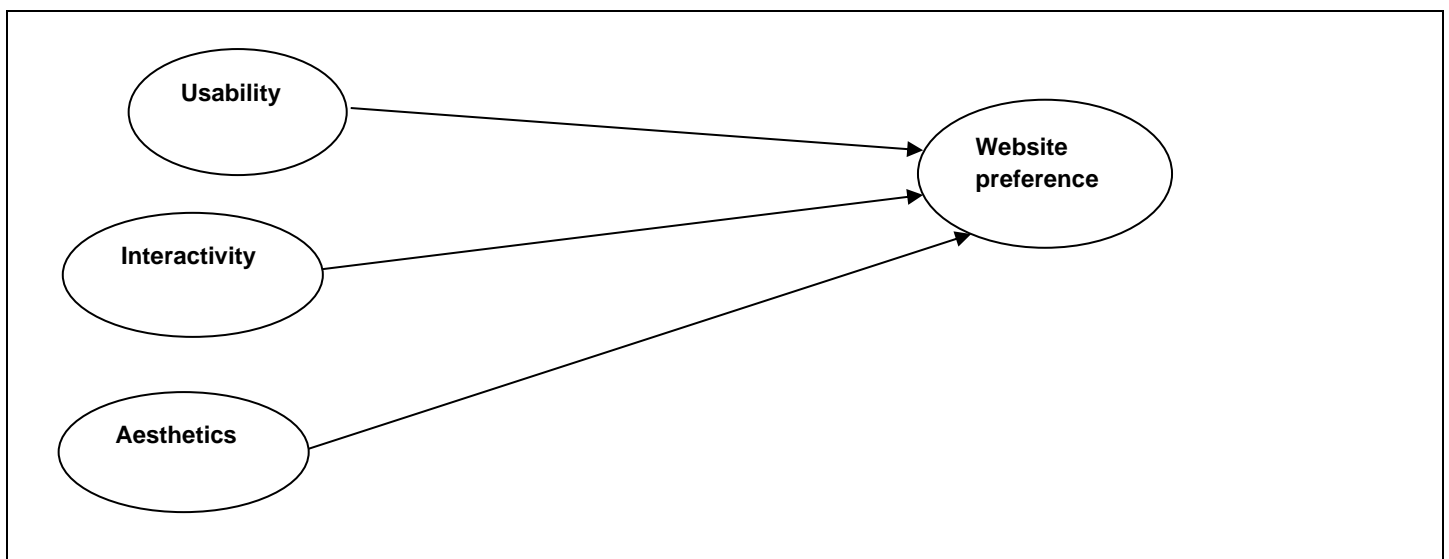 Usability
Website
preference
Interactivity
Aesthetics